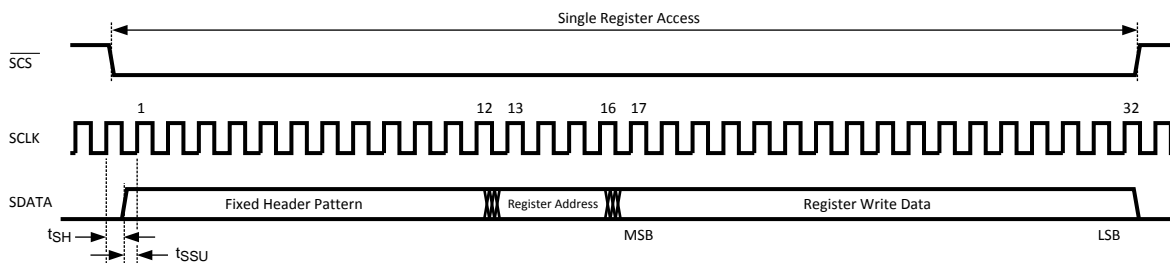 Single Register Access
SCS
1 12 13 16 17 32
SCLK
SDATA Fixed Header Pattern Register Address Register Write Data
tSH MSB LSB
tSSU